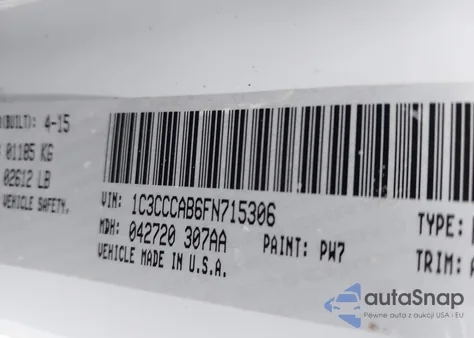 (BUILT): 4-15
01185 KG
02612 LB
VEHICLE SAFETY.
VIN: 1C3CCCAB6FN715306
MDH: 042720 307AA
PAINT: PW7
VEHICLE MADE IN U.S.A.
TYPE:
TRIM:
autaSnap
Pewne auta z aukcji USA i EU